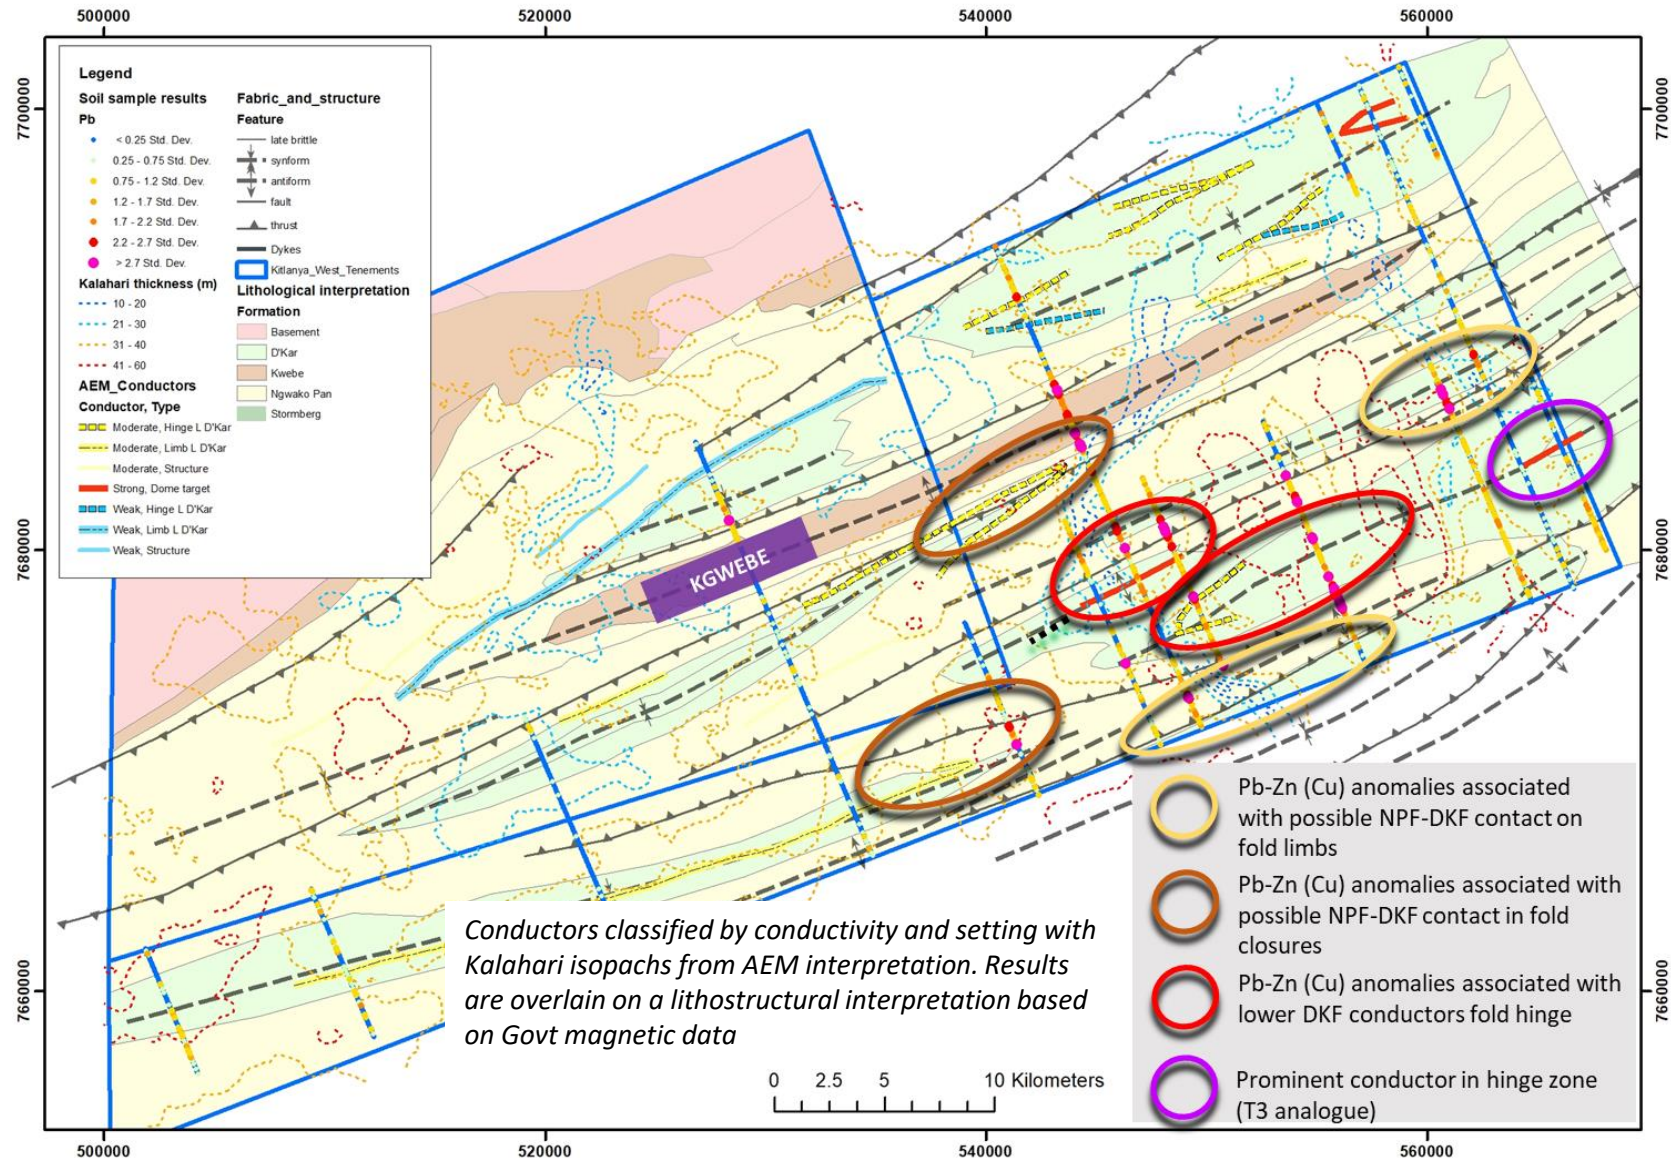 500000
520000
540000
560000
7700000
7680000
7660000
7700000
7680000
7660000
Legend
Soil sample results
Pb
< 0.25 Std. Dev.
0.25 - 0.75 Std. Dev.
0.75 - 1.2 Std. Dev.
1.2 - 1.7 Std. Dev.
1.7 - 2.2 Std. Dev.
2.2 - 2.7 Std. Dev.
> 2.7 Std. Dev.
Kalahari thickness (m)
10 - 20
21 - 30
31 - 40
41 - 60
AEM_Conductors
Conductor, Type
Moderate, Hinge L D'Kar
Moderate, Limb L D'Kar
Moderate, Structure
Strong, Dome target
Weak, Hinge L D'Kar
Weak, Limb L D'Kar
Weak, Structure
Fabric_and_structure
Feature
late brittle
synform
antiform
fault
thrust
Dykes
Kitlanya_West_Tenements
Lithological interpretation
Formation
Basement
D'Kar
Kwebe
Ngwako Pan
Stormberg
KGWEBE
Conductors classified by conductivity and setting with
Kalahari isopachs from AEM interpretation. Results
are overlain on a lithostructural interpretation based
on Govt magnetic data
0 2.5 5 10 Kilometers
Pb-Zn (Cu) anomalies associated
with possible NPF-DKF contact on
fold limbs
Pb-Zn (Cu) anomalies associated with
possible NPF-DKF contact in fold
closures
Pb-Zn (Cu) anomalies associated with
lower DKF conductors fold hinge
Prominent conductor in hinge zone
(T3 analogue)
500000
520000
540000
560000